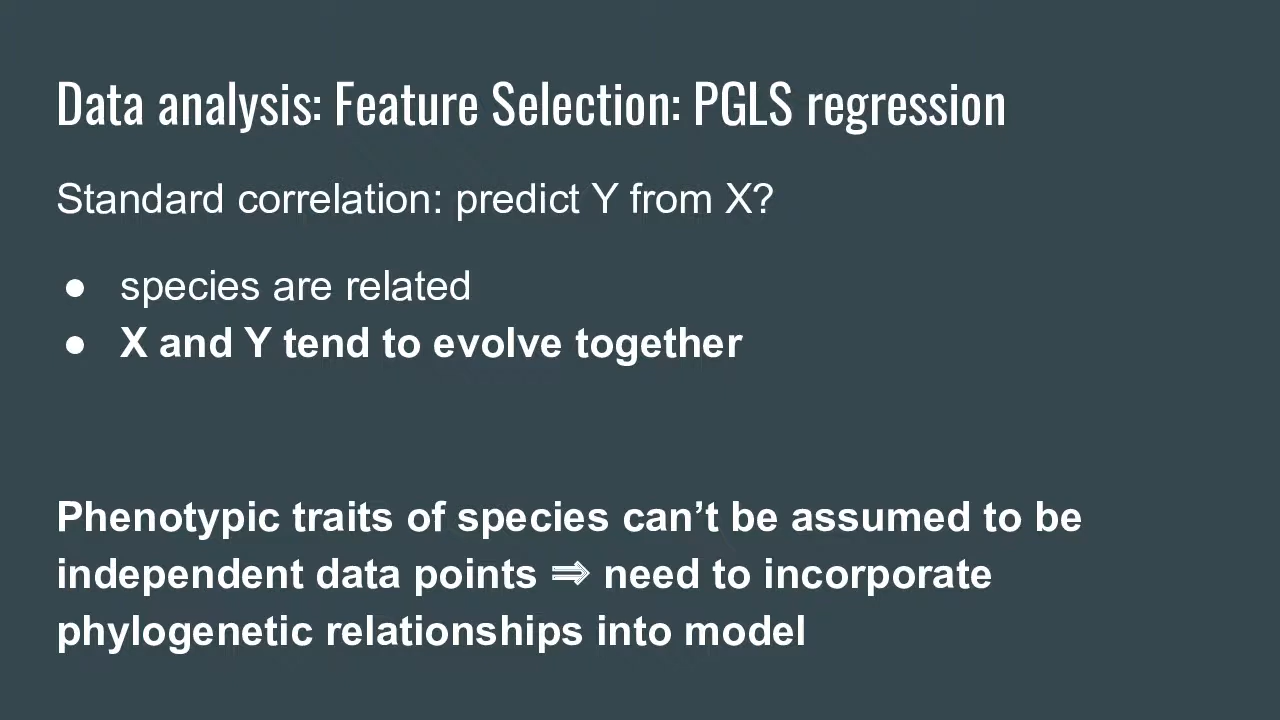 Data analysis: Feature Selection: PGLS regression
Standard correlation: predict Y from X?
● species are related
● X and Y tend to evolve together
Phenotypic traits of species can’t be assumed to be
independent data points ⇒ need to incorporate
phylogenetic relationships into model